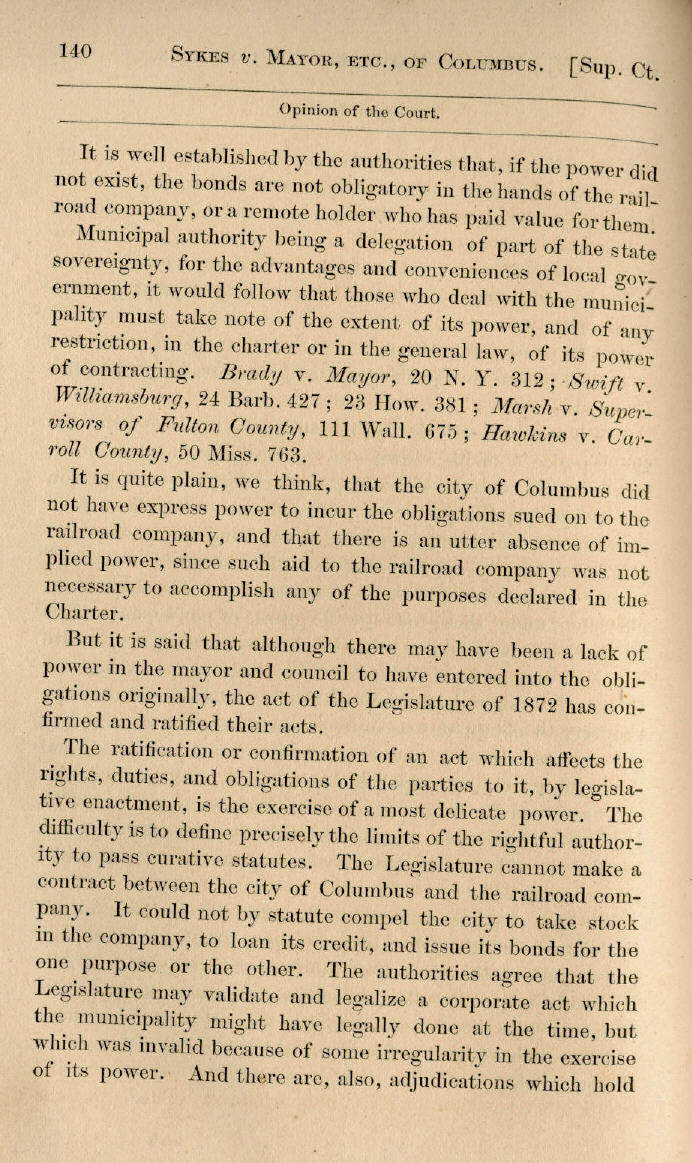 140 SYKES v. MAYOR, ETC., OF COLUMBUS. [Sup. Ct.
Opinion of the Court.
It is well established by the authorities that, if the power did
not exist, the bonds are not obligatory in the hands of the rail-
road company, or a remote holder who has paid value for them.
Municipal authority being a delegation of part of the state
sovereignty, for the advantages and conveniences of local gov-
ernment, it would follow that those who deal with the munici-
pality must take note of the extent of its power, and of any
restriction, in the charter or in the general law, of its power
of contracting. Brady v. Mayor, 20 N. Y. 312; Swift v.
Williamsburg, 24 Barb. 427; 23 How. 381; Marsh v. Super-
visors of Fulton County, 111 Wall. 675; Hawkins v. Car-
roll County, 50 Miss. 763.
It is quite plain, we think, that the city of Columbus did
not have express power to incur the obligations sued on to the
railroad company, and that there is an utter absence of im-
plied power, since such aid to the railroad company was not
necessary to accomplish any of the purposes declared in the
Charter.
But it is said that although there may have been a lack of
power in the mayor and council to have entered into the obli-
gations originally, the act of the Legislature of 1872 has con-
firmed and ratified their acts.
The ratification or confirmation of an act which affects the
rights, duties, and obligations of the parties to it, by legisla-
tive enactment, is the exercise of a most delicate power. The
difficulty is to define precisely the limits of the rightful author-
ity to pass curative statutes. The Legislature cannot make a
contract between the city of Columbus and the railroad com-
pany. It could not by statute compel the city to take stock
in the company, to loan its credit, and issue its bonds for the
one purpose or the other. The authorities agree that the
Legislature may validate and legalize a corporate act which
the municipality might have legally done at the time, but
which was invalid because of some irregularity in the exercise
of its power. And there are, also, adjudications which hold